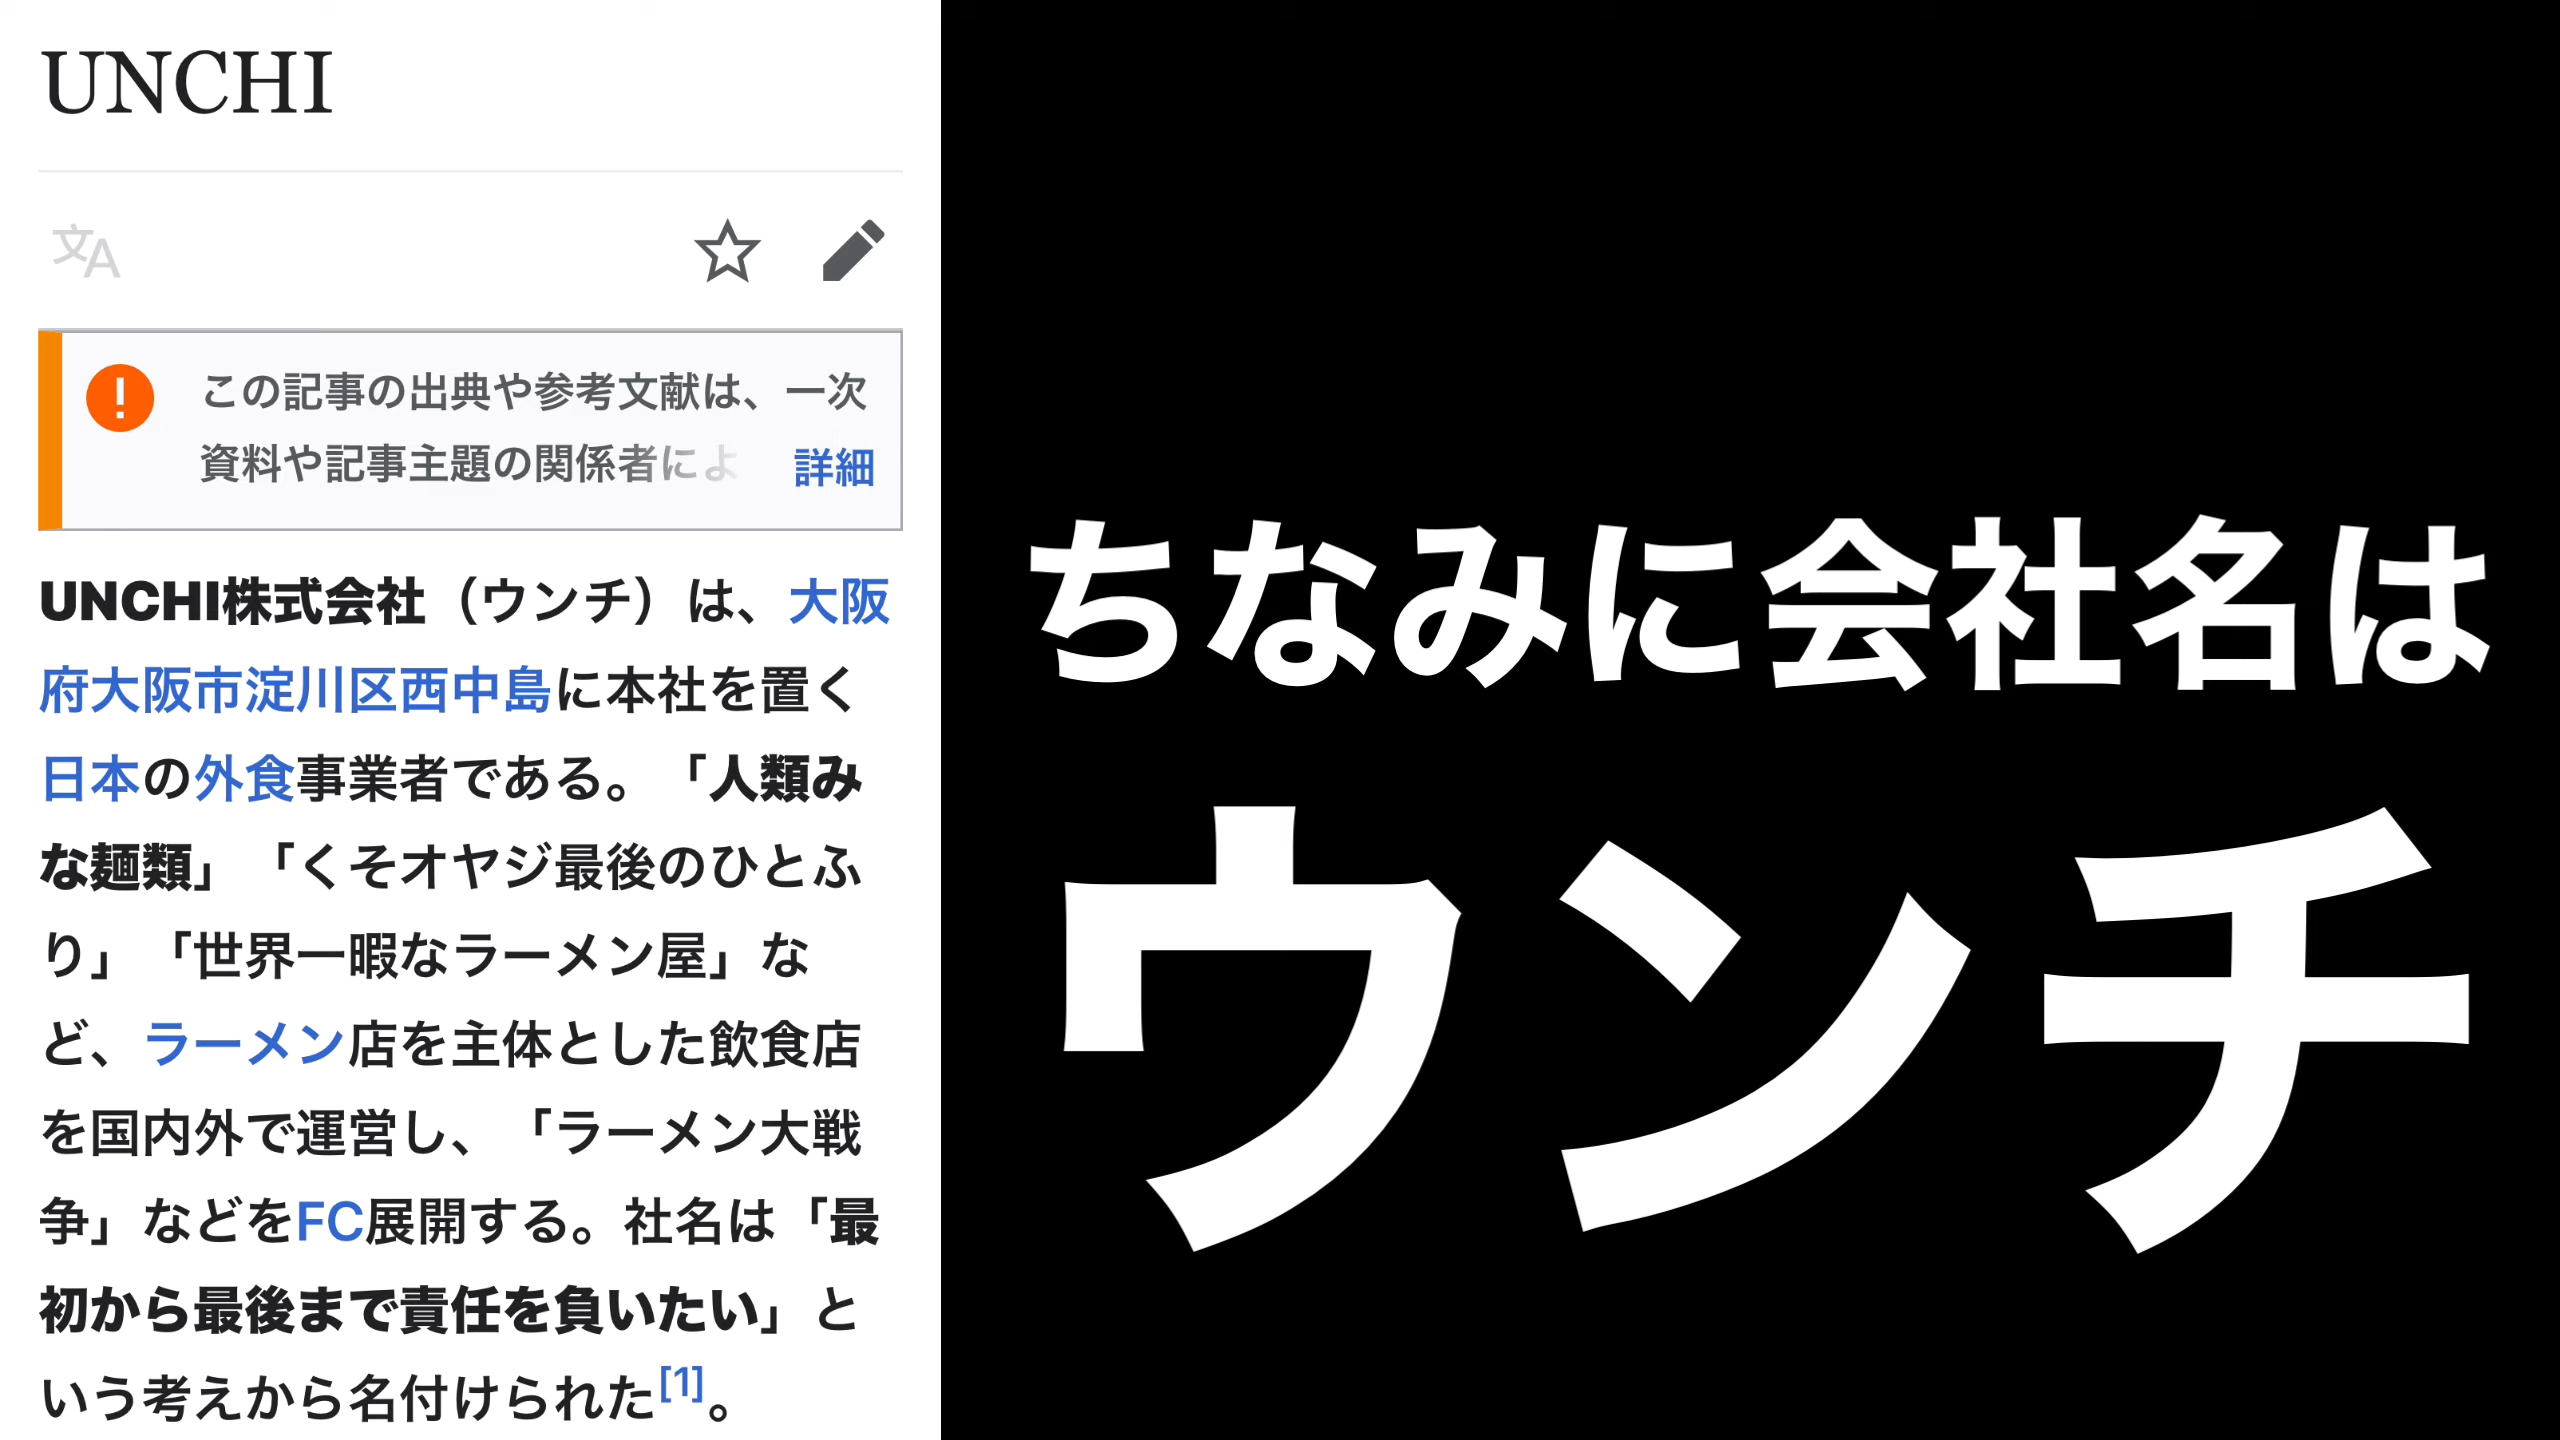 UNCHI
文A
この記事の出典や参考文献は、一次
資料や記事主題の関係者によ 詳細
UNCHI株式会社（ウンチ）は、大阪
府大阪市淀川区西中島に本社を置く
日本の外食事業者である。「人類み
な麺類」「くそオヤジ最後のひとふ
り」「世界一暇なラーメン屋」な
ど、ラーメン店を主体とした飲食店
を国内外で運営し、「ラーメン大戦
争」などをFC展開する。社名は「最
初から最後まで責任を負いたい」と
いう考えから名付けられた[1]。
ちなみに会社名は
ウンチ